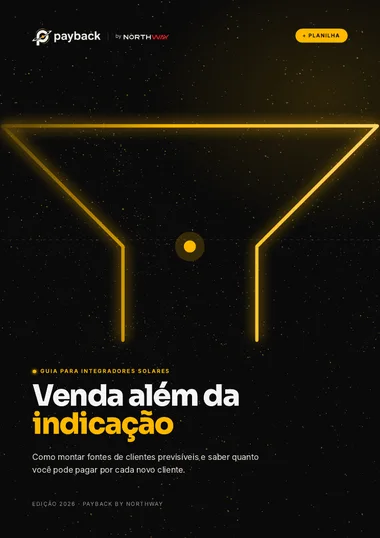 payback
by NORTHWAY
+ PLANILHA
GUIA PARA INTEGRADORES SOLARES
Venda além da
indicação
Como montar fontes de clientes previsíveis e saber quanto
você pode pagar por cada novo cliente.
EDIÇÃO 2026 · PAYBACK BY NORTHWAY